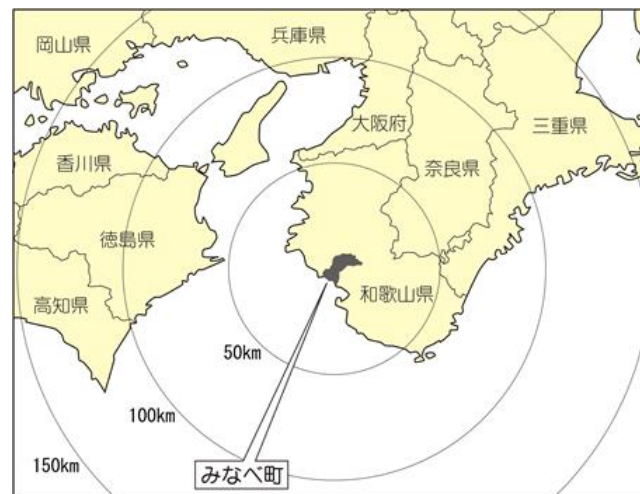 岡山県
兵庫県
大阪府
三重県
香川県
奈良県
徳島県
高知県
和歌山県
50km
100km
150km
みなべ町